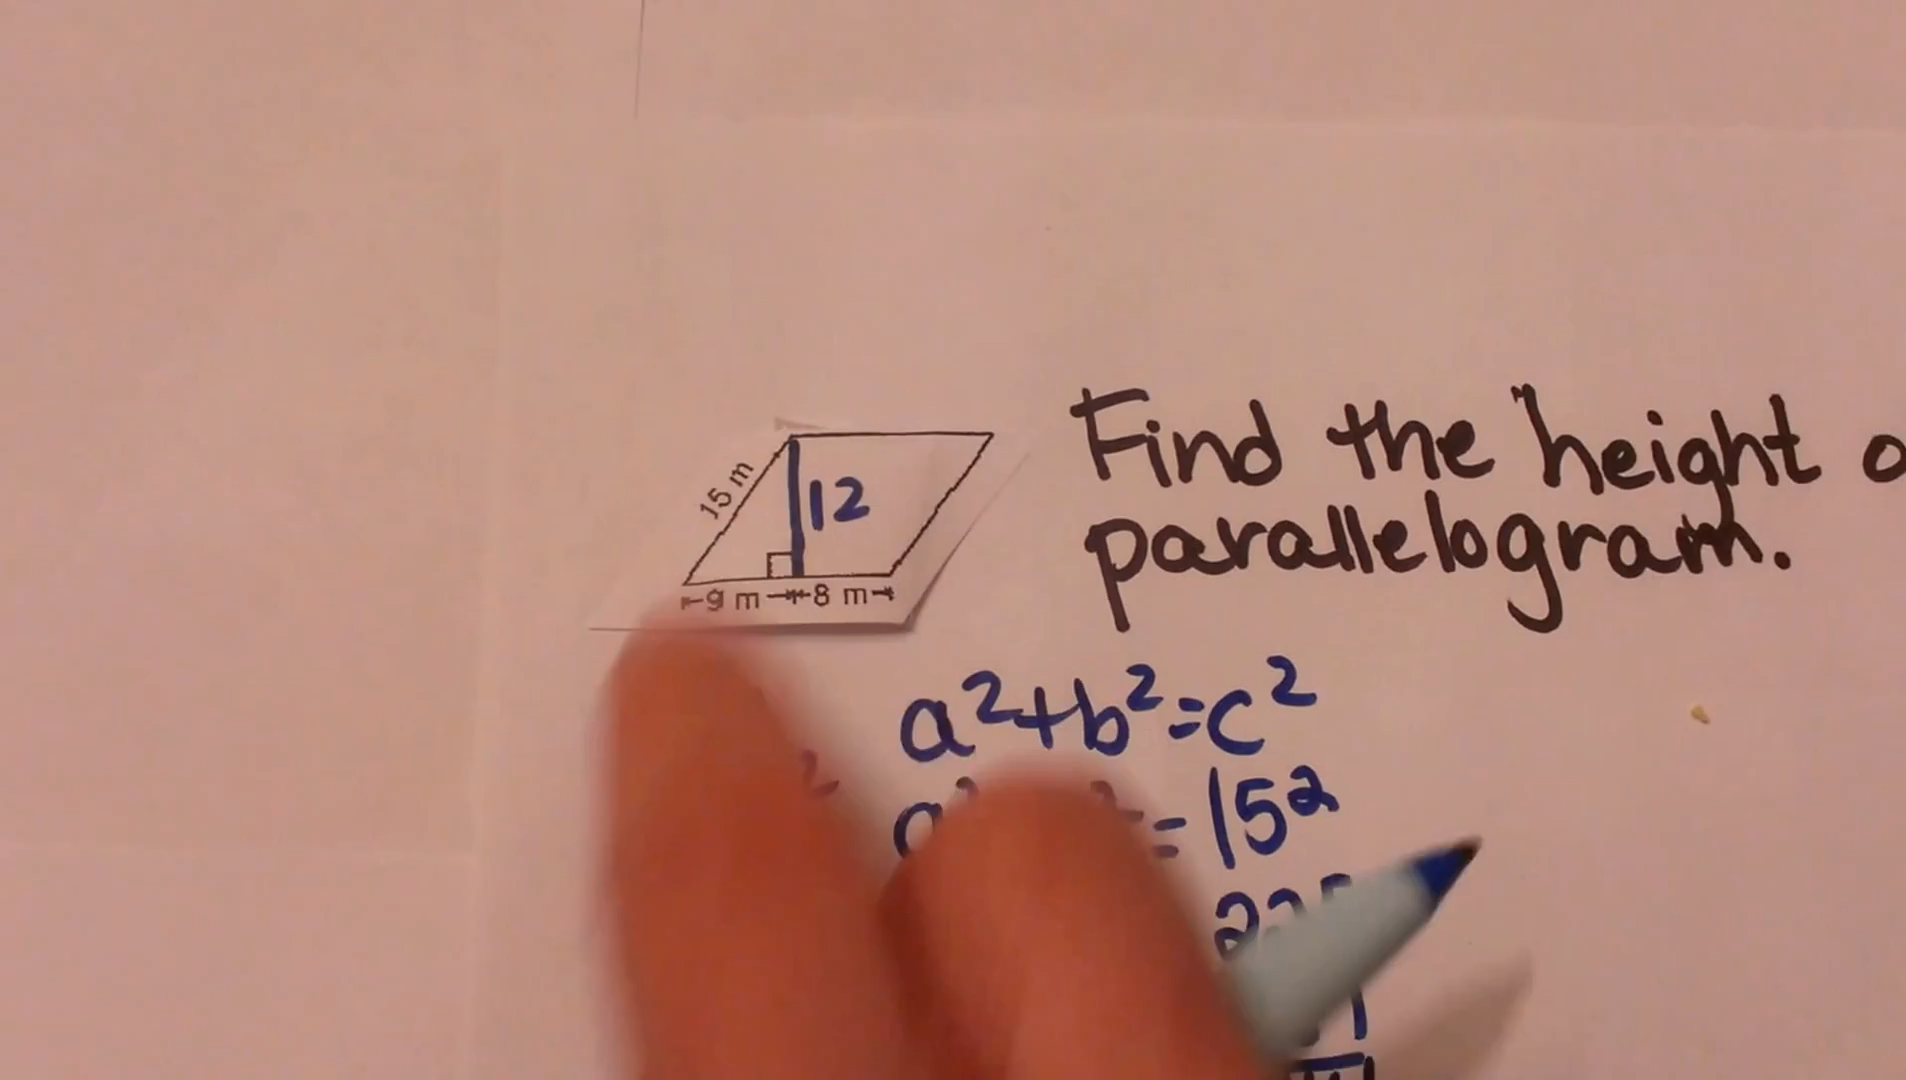 Find the height
15 m
12
parallelogram.
9 m 8 m
a²+b²=c²
= 15²